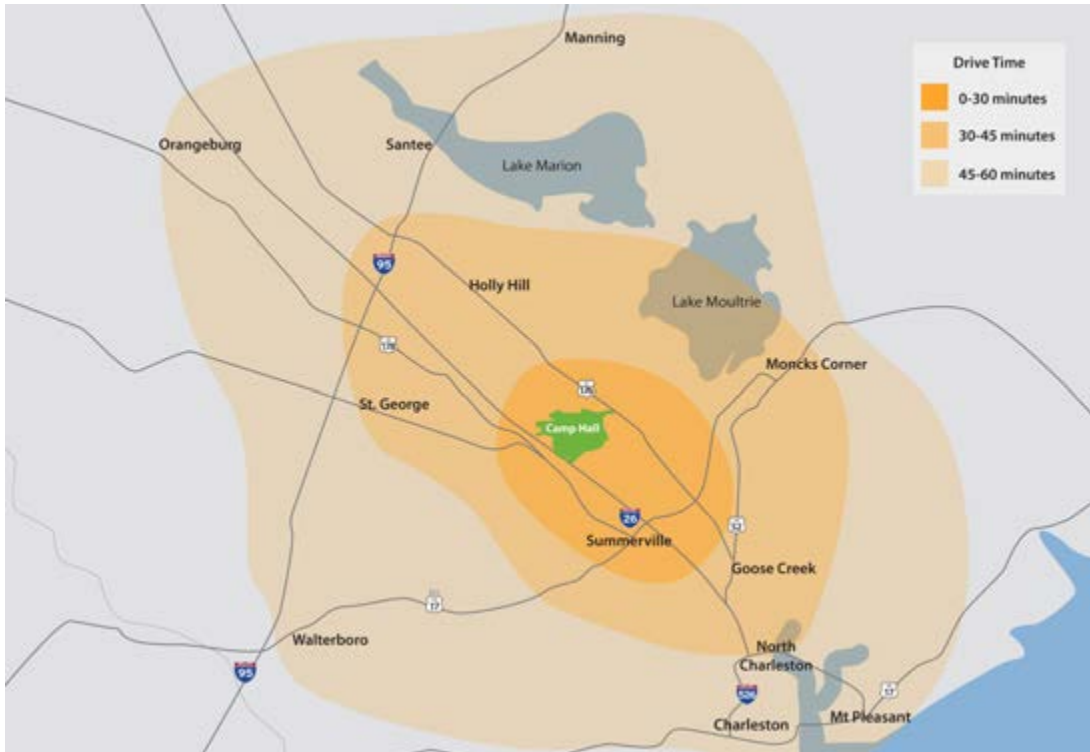 Manning
Drive Time
0-30 minutes
30-45 minutes
45-60 minutes
Orangeburg
Santee
Lake Marion
95
Holly Hill
Lake Moultrie
178
Moncks Corner
176
St. George
Camp Hall
26
52
Summerville
Goose Creek
17
Walterboro
North
Charleston
95
526
17
Mt Pleasant
Charleston